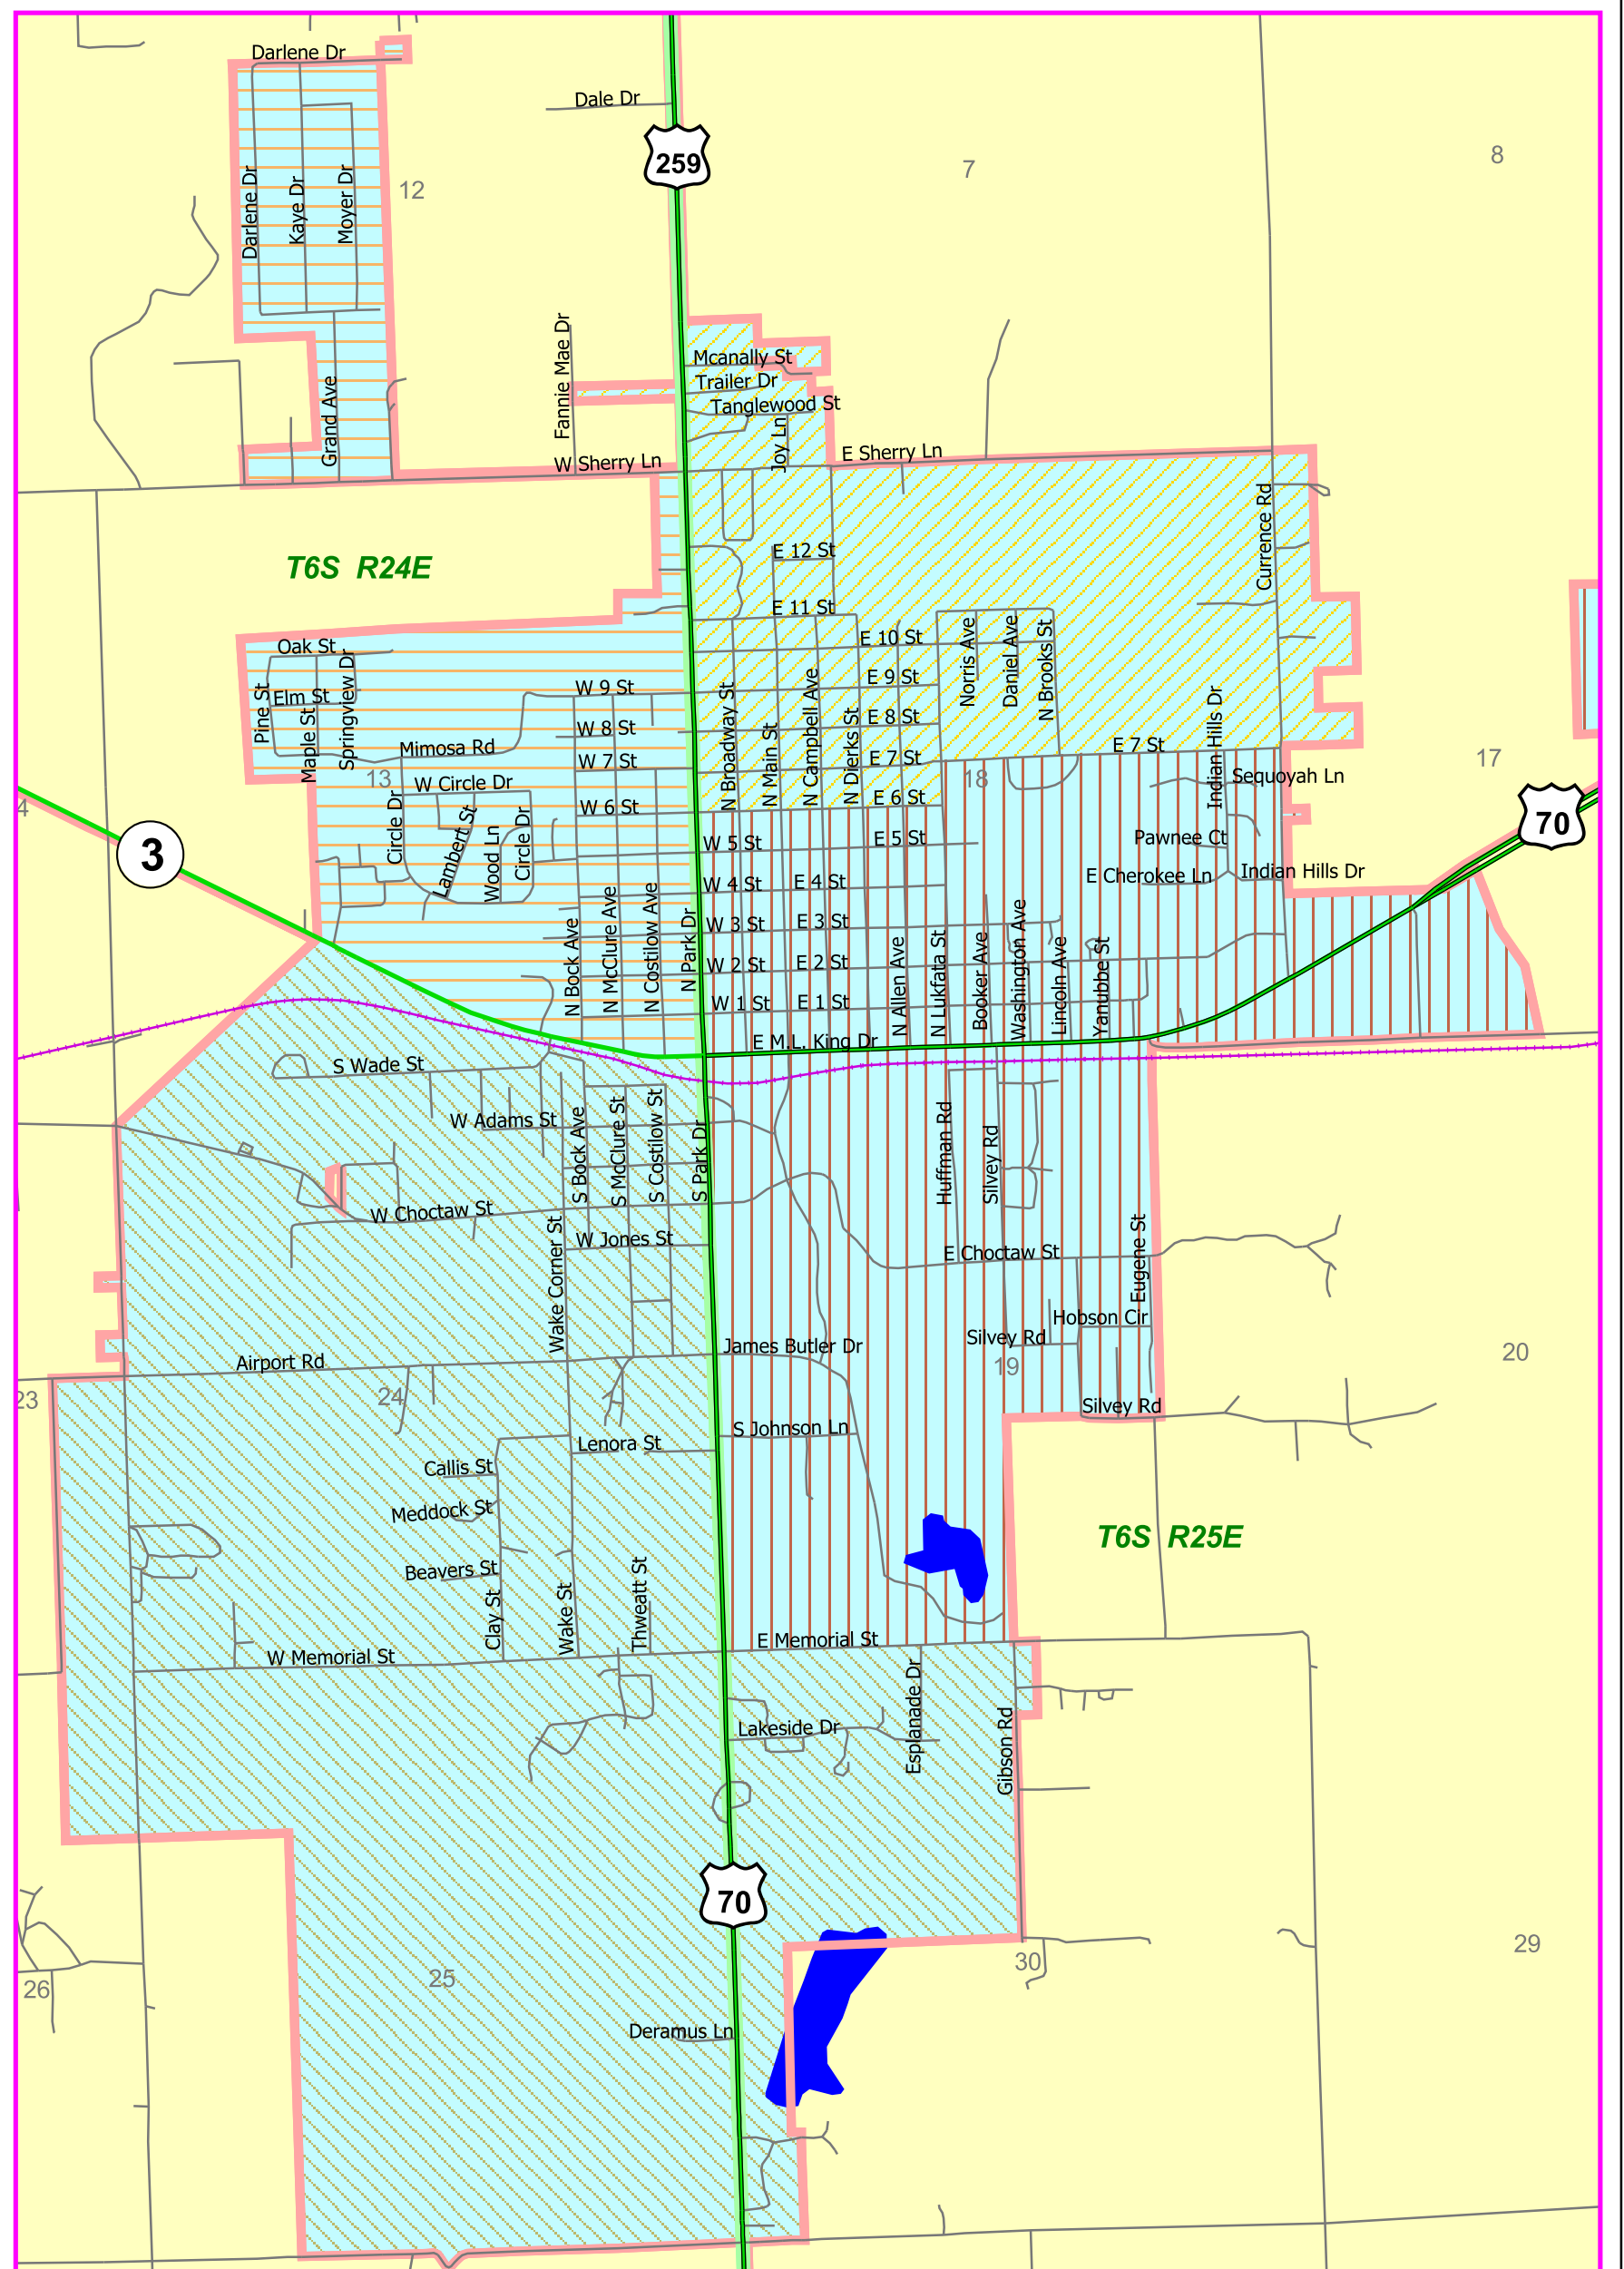 Darlene Dr
Dale Dr
259
7
8
12
Darlene Dr
Kaye Dr
Moyer Dr
Fannie Mae Dr
Mcanally St
Trailer Dr
Tanglewood St
Joy Ln
Grand Ave
W Sherry Ln
E Sherry Ln
Currence Rd
T6S R24E
E 12 St
E 11 St
E 10 St
E 9 St
E 8 St
E 7 St
E 6 St
Norris Ave
Daniel Ave
N Brooks St
Oak St
Elm St
Pine St
Maple St
Springview Dr
Mimosa Rd
13
W Circle Dr
Circle Dr
Lambert St
Wood Ln
Circle Dr
W 9 St
W 8 St
W 7 St
W 6 St
N Broadway St
N Main St
N Campbell Ave
N Dierks St
E 7 St
18
Indian Hills Dr
Sequoyah Ln
17
4
3
70
W 5 St
E 5 St
Pawnee Ct
W 4 St
E 4 St
E Cherokee Ln
Indian Hills Dr
W 3 St
E 3 St
W 2 St
E 2 St
W 1 St
E 1 St
N Bock Ave
N McClure Ave
N Costilow Ave
N Park Dr
N Allen Ave
N Lukfata St
Booker Ave
Washington Ave
Lincoln Ave
Yanubbe St
E M.L. King Dr
S Wade St
W Adams St
S Bock Ave
S McClure St
S Costilow St
S Park Dr
Huffman Rd
Silvey Rd
W Choctaw St
W Jones St
Wake Corner St
E Choctaw St
Eugene St
Hobson Cir
Silvey Rd
19
20
James Butler Dr
Airport Rd
23
24
Silvey Rd
S Johnson Ln
Lenora St
Callis St
Meddock St
Beavers St
Clay St
Wake St
Thweatt St
T6S R25E
E Memorial St
W Memorial St
Lakeside Dr
Esplanade Dr
Gibson Rd
70
25
26
30
29
Deramus Ln